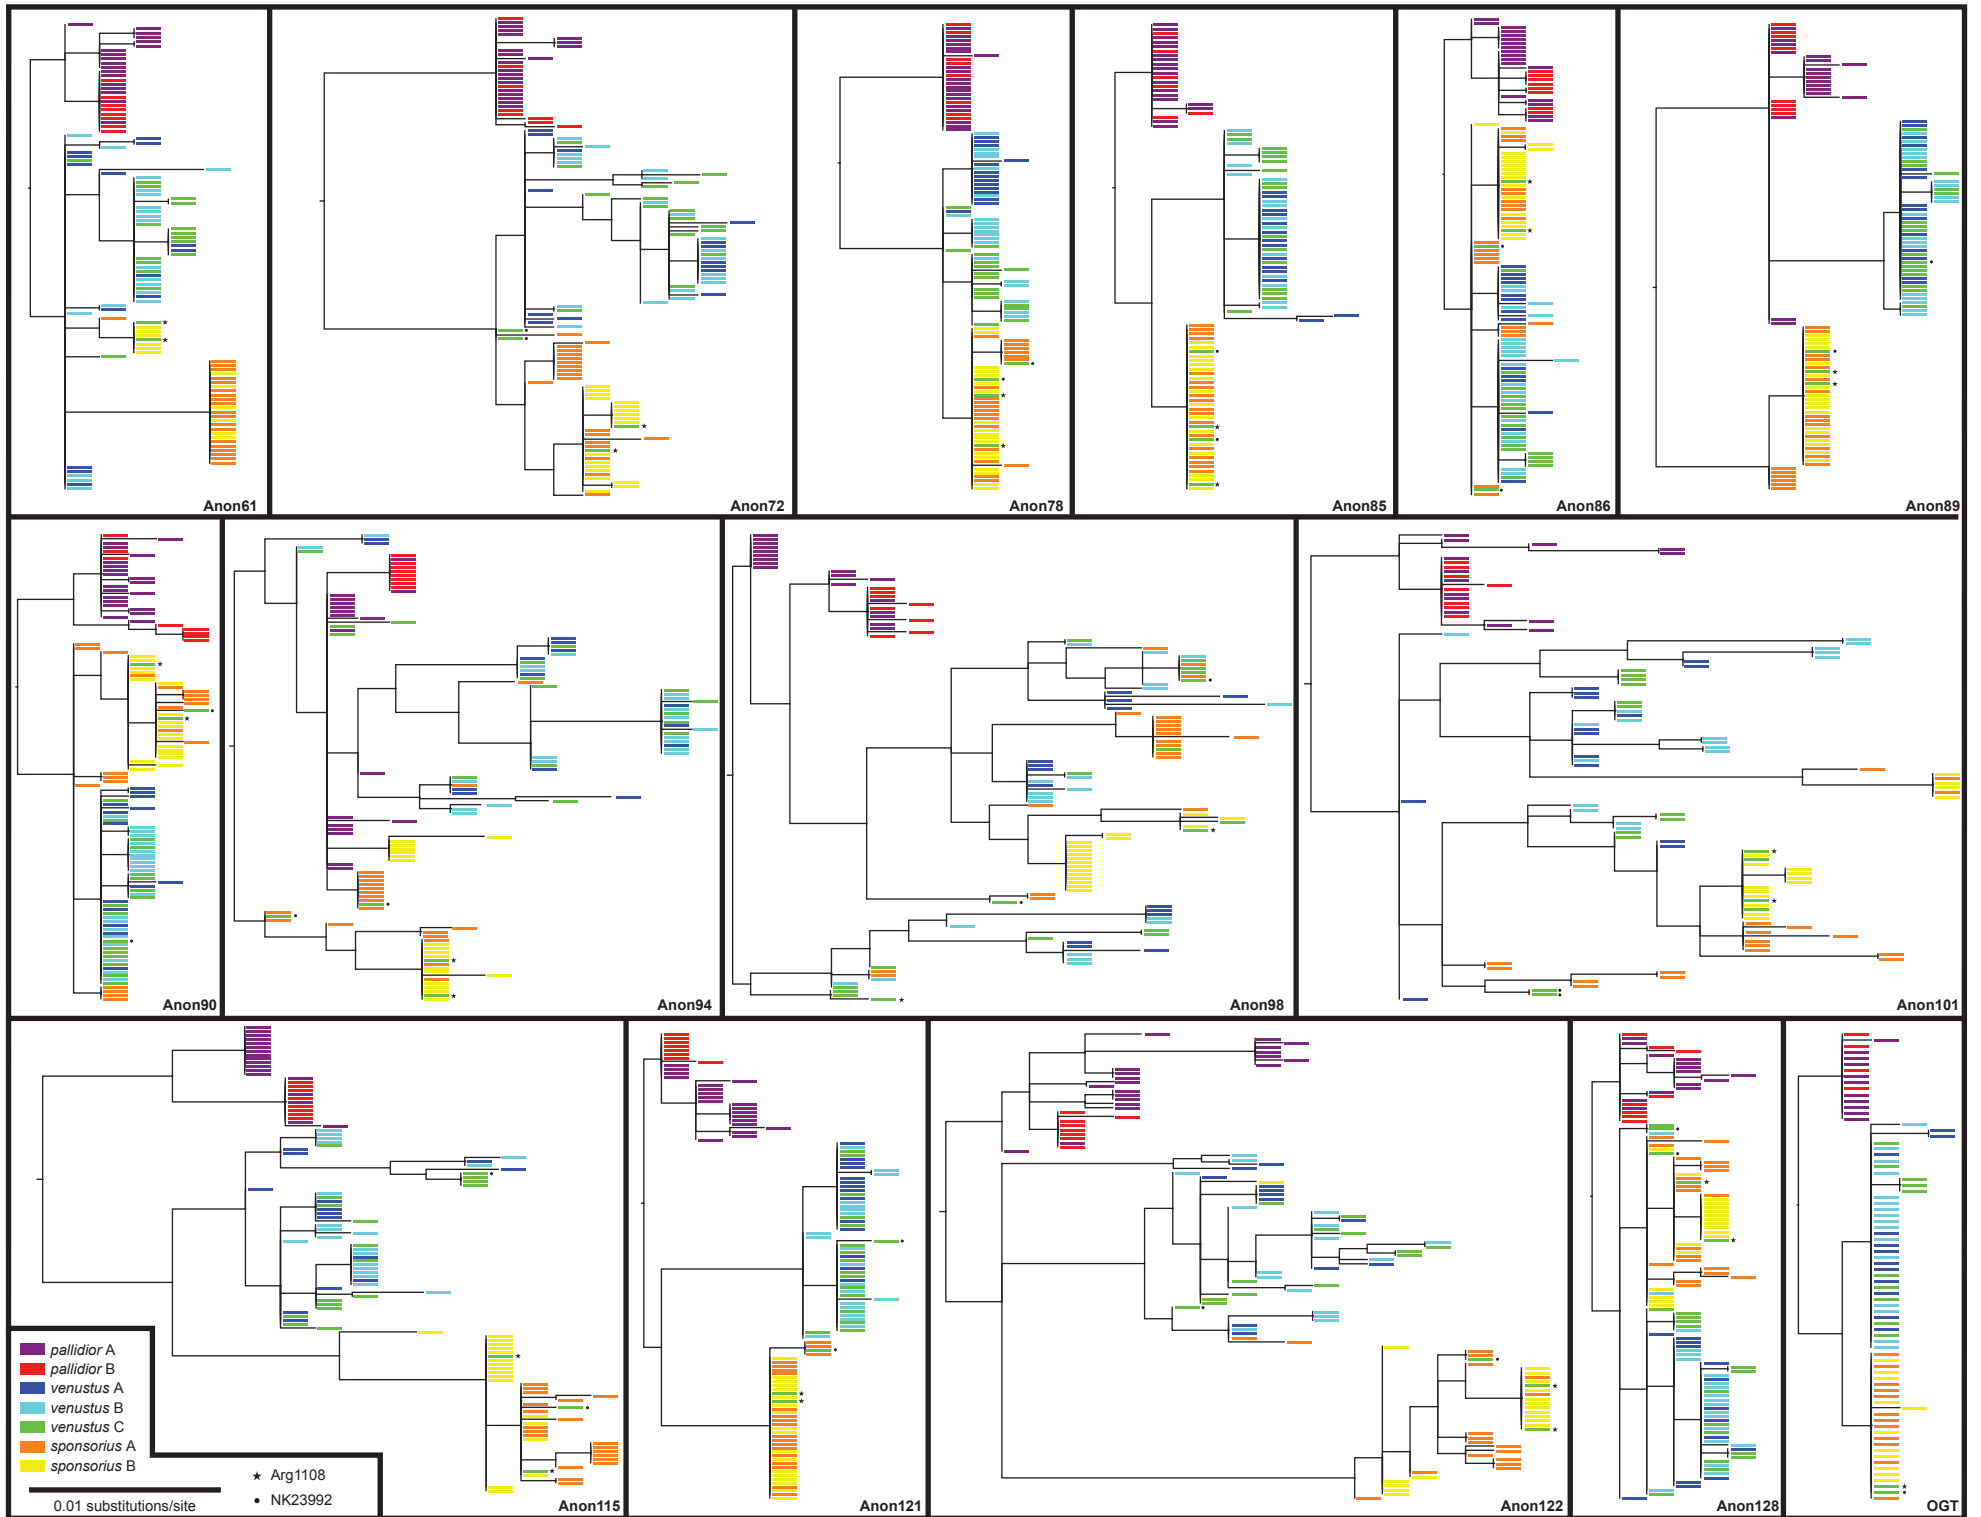 Anon61
Anon72
Anon78
Anon85
Anon86
Anon89
Anon90
Anon94
Anon98
Anon101
Anon115
Anon121
Anon122
Anon128
OGT
pallidior A
pallidior B
venustus A
venustus B
venustus C
sponsorius A
sponsorius B
0.01 substitutions/site
★ Arg1108
• NK23992